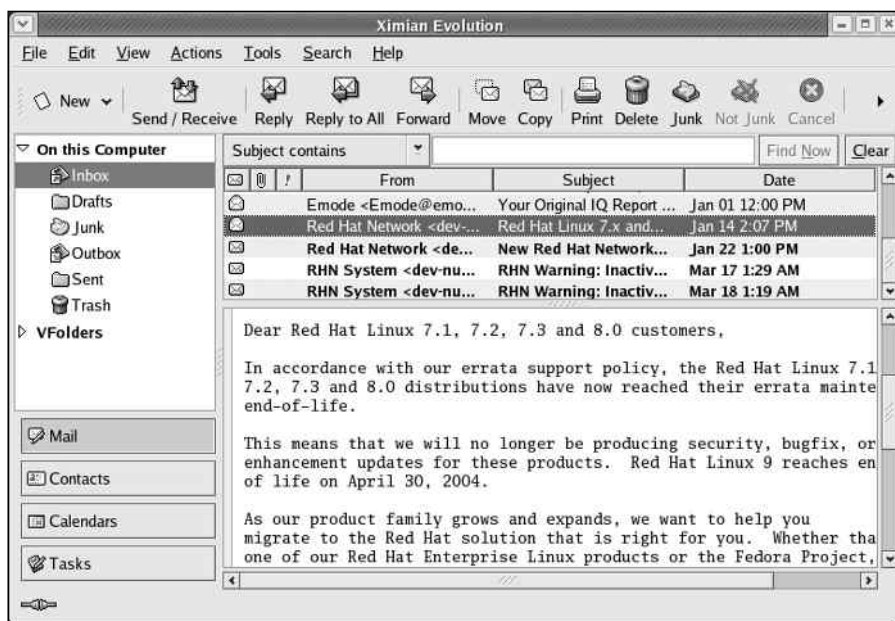 Ximian Evolution
File Edit View Actions Tools Search Help
New Send / Receive Reply Reply to All Forward Move Copy Print Delete Junk Not Junk Cancel
On this Computer
Inbox
Drafts
Junk
Outbox
Sent
Trash
VFolders
Mail
Contacts
Calendars
Tasks
Subject contains Find Now Clear
! From Subject Date
Emode <Emode@emo... Your Original IQ Report ... Jan 01 12:00 PM
Red Hat Network <dev-... Red Hat Linux 7.x and... Jan 14 2:07 PM
Red Hat Network <de... New Red Hat Network... Jan 22 1:00 PM
RHN System <dev-nu... RHN Warning: Inactiv... Mar 17 1:29 AM
RHN System <dev-nu... RHN Warning: Inactiv... Mar 18 1:19 AM
Dear Red Hat Linux 7.1, 7.2, 7.3 and 8.0 customers,
In accordance with our errata support policy, the Red Hat Linux 7.1
7.2, 7.3 and 8.0 distributions have now reached their errata mainte
end-of-life.
This means that we will no longer be producing security, bugfix, or
enhancement updates for these products. Red Hat Linux 9 reaches en
of life on April 30, 2004.
As our product family grows and expands, we want to help you
migrate to the Red Hat solution that is right for you. Whether tha
one of our Red Hat Enterprise Linux products or the Fedora Project,